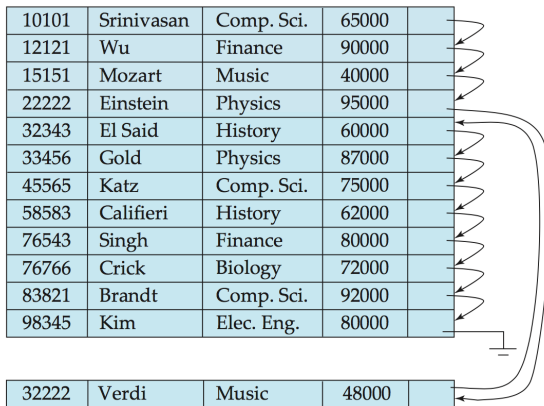 10101 Srinivasan Comp. Sci. 65000
12121 Wu Finance 90000
15151 Mozart Music 40000
22222 Einstein Physics 95000
32343 El Said History 60000
33456 Gold Physics 87000
45565 Katz Comp. Sci. 75000
58583 Califieri History 62000
76543 Singh Finance 80000
76766 Crick Biology 72000
83821 Brandt Comp. Sci. 92000
98345 Kim Elec. Eng. 80000
32222 Verdi Music 48000